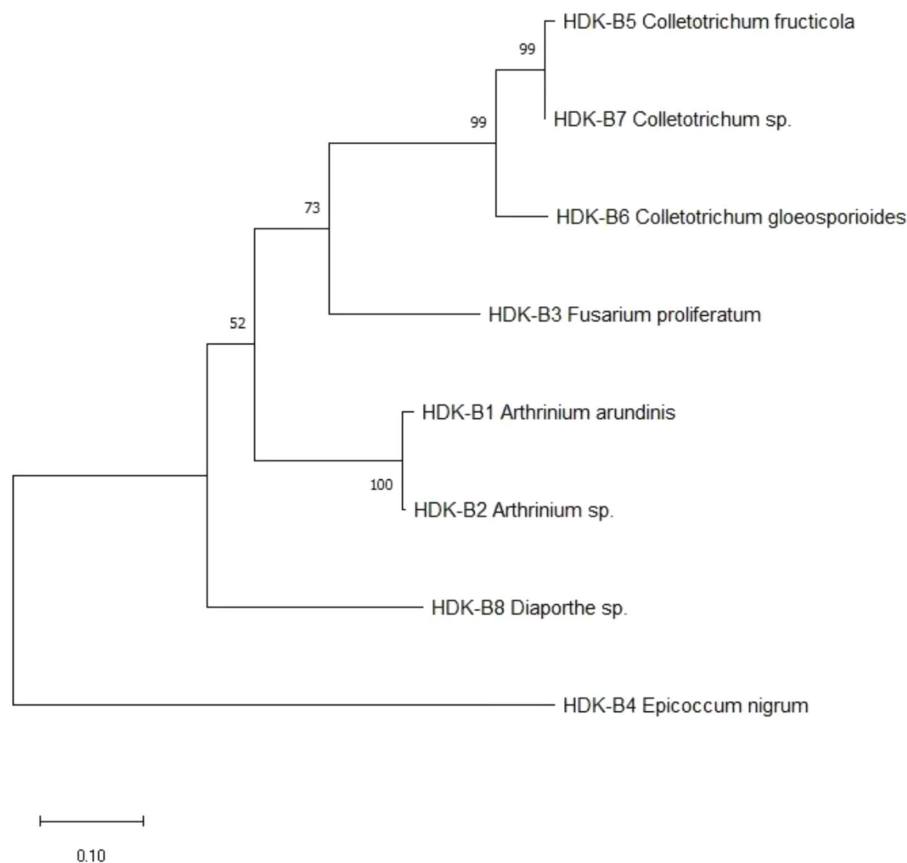 HDK-B5 Colletotrichum fructicola
99
HDK-B7 Colletotrichum sp.
99
HDK-B6 Colletotrichum gloeosporioides
73
HDK-B3 Fusarium proliferatum
52
HDK-B1 Arthrinium arundinis
100
HDK-B2 Arthrinium sp.
HDK-B8 Diaporthe sp.
HDK-B4 Epicoccum nigrum
0.10